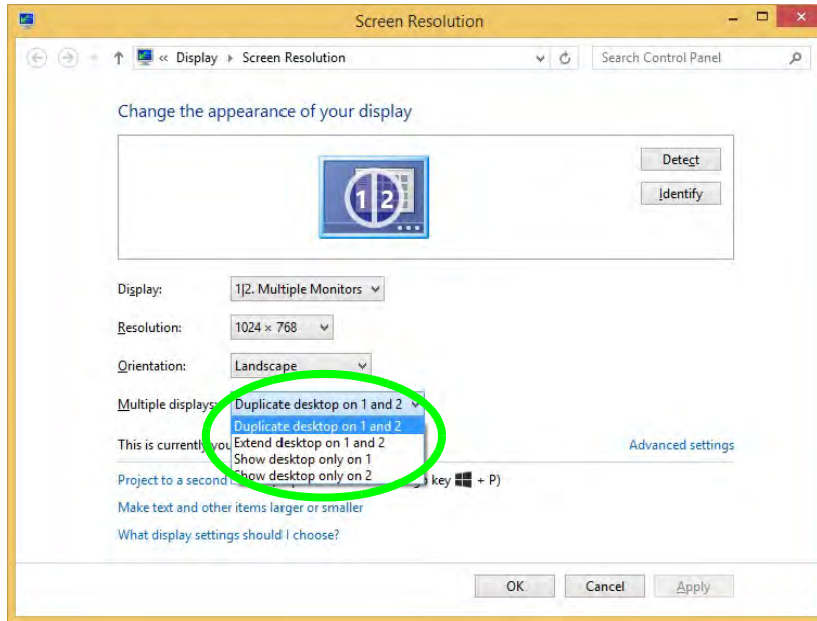 Screen Resolution
« Display Screen Resolution
Search Control Panel
Change the appearance of your display
1 2
Detect
Identify
Display: 1|2. Multiple Monitors
Resolution: 1024 × 768
Orientation: Landscape
Multiple displays: Duplicate desktop on 1 and 2
Duplicate desktop on 1 and 2
This is currently you
Extend desktop on 1 and 2
Advanced settings
Show desktop only on 1
Project to a second
Show desktop only on 2
key + P)
Make text and other items larger or smaller
What display settings should I choose?
OK
Cancel
Apply